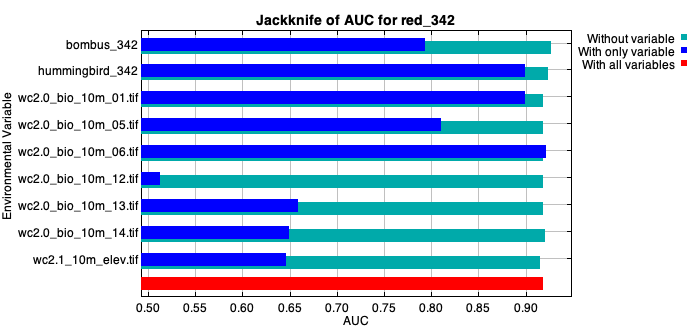 Jackknife of AUC for red_342
Without variable
With only variable
With all variables
Environmental Variable
bombus_342
hummingbird_342
wc2.0_bio_10m_01.tif
wc2.0_bio_10m_05.tif
wc2.0_bio_10m_06.tif
wc2.0_bio_10m_12.tif
wc2.0_bio_10m_13.tif
wc2.0_bio_10m_14.tif
wc2.1_10m_elev.tif
0.50 0.55 0.60 0.65 0.70 0.75 0.80 0.85 0.90
AUC